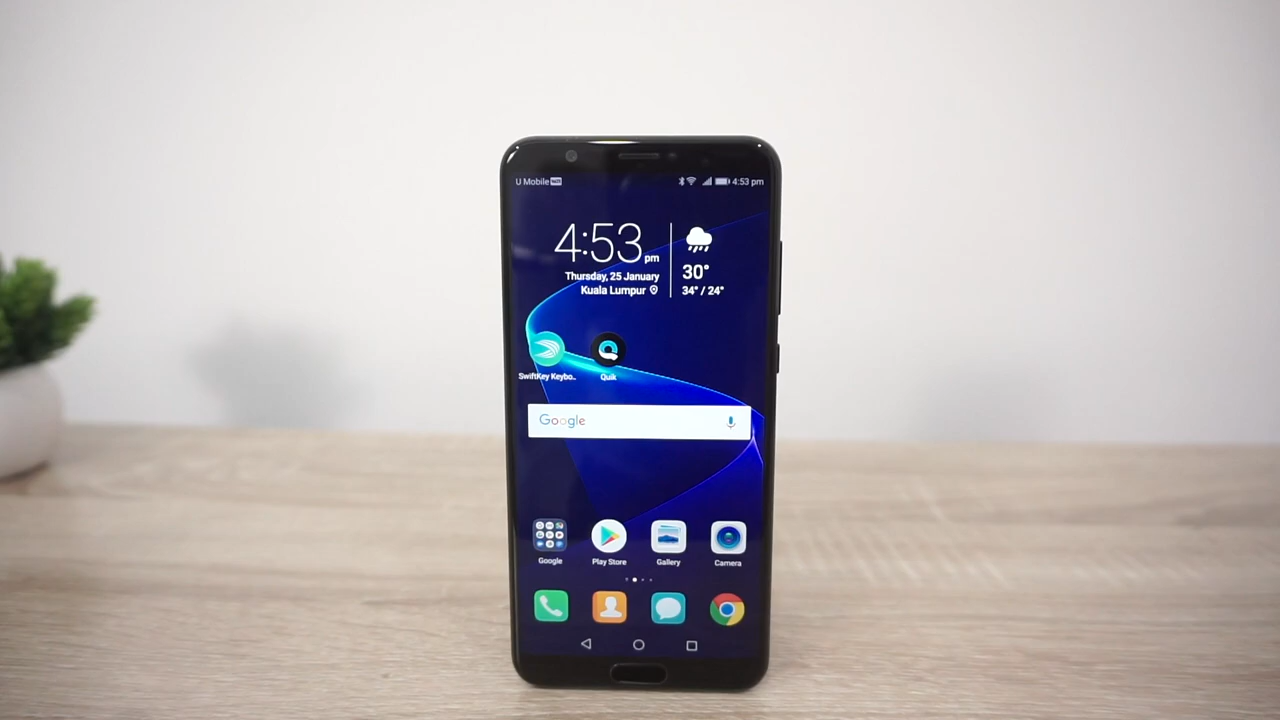 U Mobile
4:53 pm
4:53 pm
Thursday, 25 January
Kuala Lumpur
30°
34° / 24°
SwiftKey Keybo..
Quik
Google
Google
Play Store
Gallery
Camera